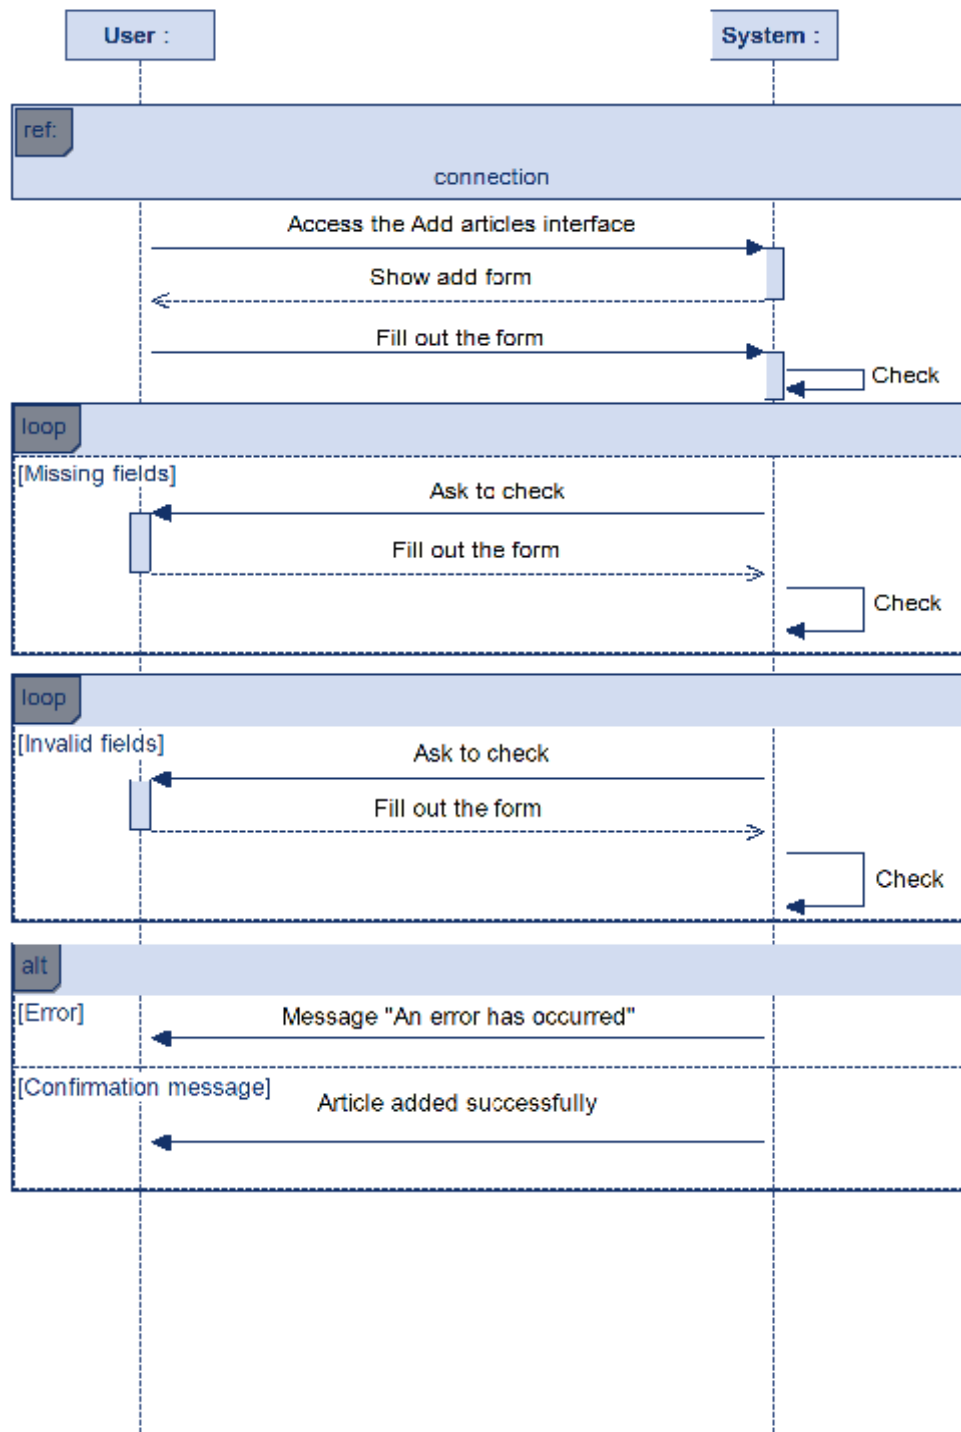 User :
System :
ref:
connection
Access the Add articles interface
Show add form
Fill out the form
Check
loop
[Missing fields]
Ask to check
Fill out the form
Check
loop
[Invalid fields]
Ask to check
Fill out the form
Check
alt
[Error]
Message "An error has occurred"
[Confirmation message]
Article added successfully